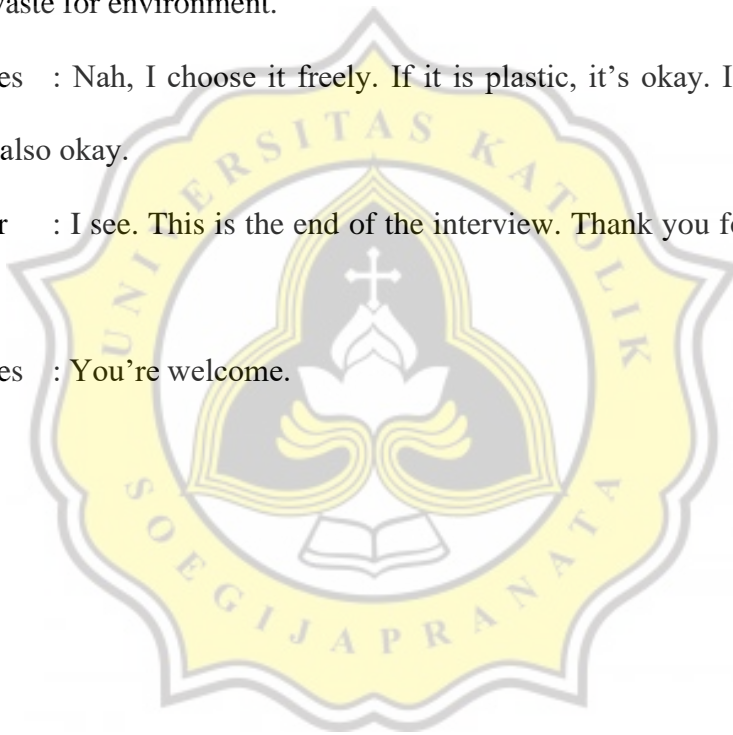 waste for environment.
es : Nah, I choose it freely. If it is plastic, it's okay. I
also okay.
r : I see. This is the end of the interview. Thank you f
es : You're welcome.
UNIVERSITAS KATOLIK
SOEGIJAPRANATA